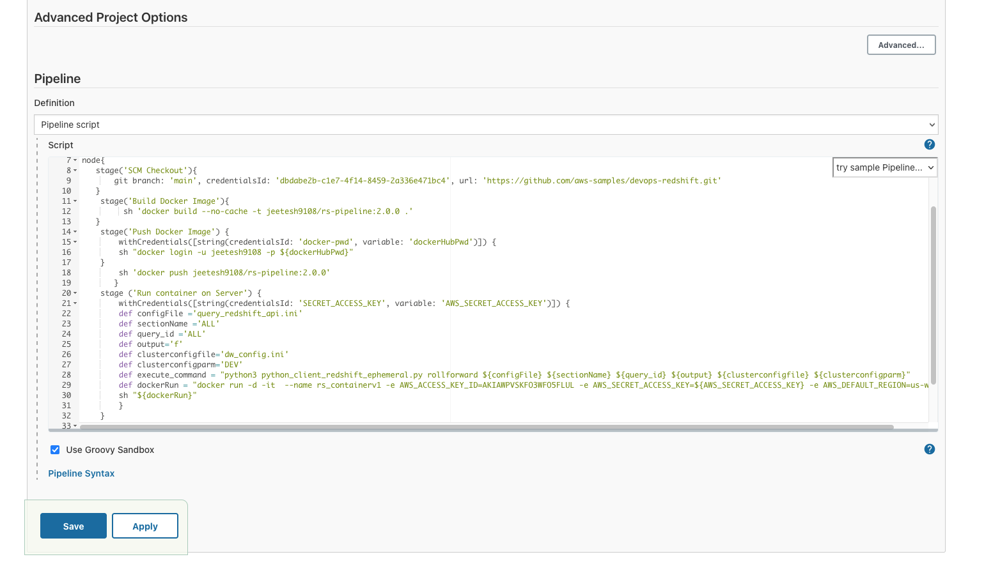 Advanced Project Options
Advanced...
Pipeline
Definition
Pipeline script
Script
try sample Pipeline...
7 node{
8 stage('SCM Checkout'){
9 git branch: 'main', credentialsId: 'dbdabe2b-c1e7-4f14-8459-2a336e471bc4', url: 'https://github.com/aws-samples/devops-redshift.git'
10 }
11 stage('Build Docker Image'){
12 sh 'docker build --no-cache -t jeetesh9108/rs-pipeline:2.0.0 .'
13 }
14 stage('Push Docker Image') {
15 withCredentials([string(credentialsId: 'docker-pwd', variable: 'dockerHubPwd')]) {
16 sh "docker login -u jeetesh9108 -p ${dockerHubPwd}"
17 }
18 sh 'docker push jeetesh9108/rs-pipeline:2.0.0'
19 }
20 stage ('Run container on Server') {
21 withCredentials([string(credentialsId: 'SECRET_ACCESS_KEY', variable: 'AWS_SECRET_ACCESS_KEY')]) {
22 def configFile ='query_redshift_api.ini'
23 def sectionName ='ALL'
24 def query_id ='ALL'
25 def output='f'
26 def clusterconfigfile='dw_config.ini'
27 def clusterconfigparm='DEV'
28 def execute_command = "python3 python_client_redshift_ephemeral.py rollforward ${configFile} ${sectionName} ${query_id} ${output} ${clusterconfigfile} ${clusterconfigparm}"
29 def dockerRun = "docker run -d -it  --name rs_containerv1 -e AWS_ACCESS_KEY_ID=AKIAWPVSKFO3WFO5FLUL -e AWS_SECRET_ACCESS_KEY=${AWS_SECRET_ACCESS_KEY} -e AWS_DEFAULT_REGION=us-w
30 sh "${dockerRun}"
31 }
32 }
33
Use Groovy Sandbox
Pipeline Syntax
Save
Apply